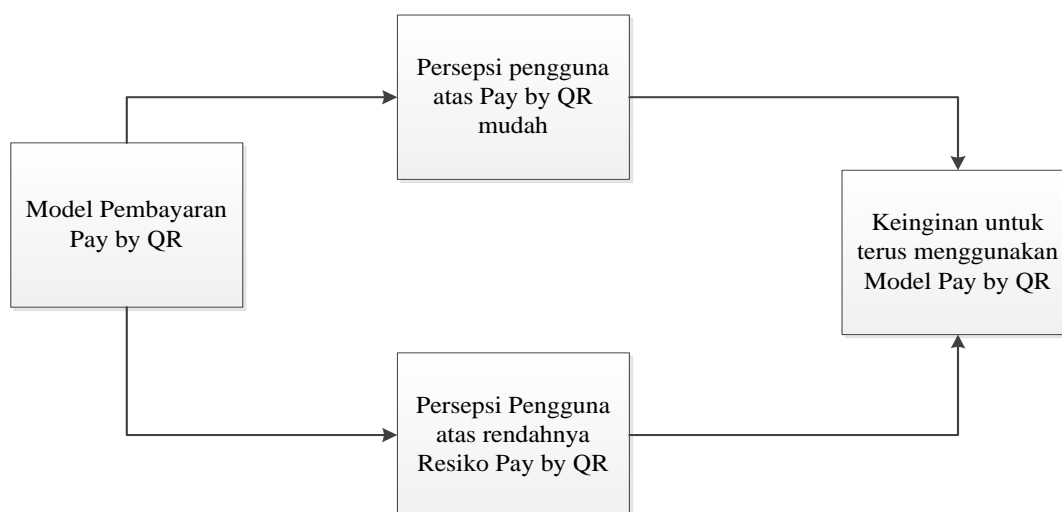 Persepsi pengguna
atas Pay by QR
mudah
Model Pembayaran
Pay by QR
Keinginan untuk
terus menggunakan
Model Pay by QR
Persepsi Pengguna
atas rendahnya
Resiko Pay by QR